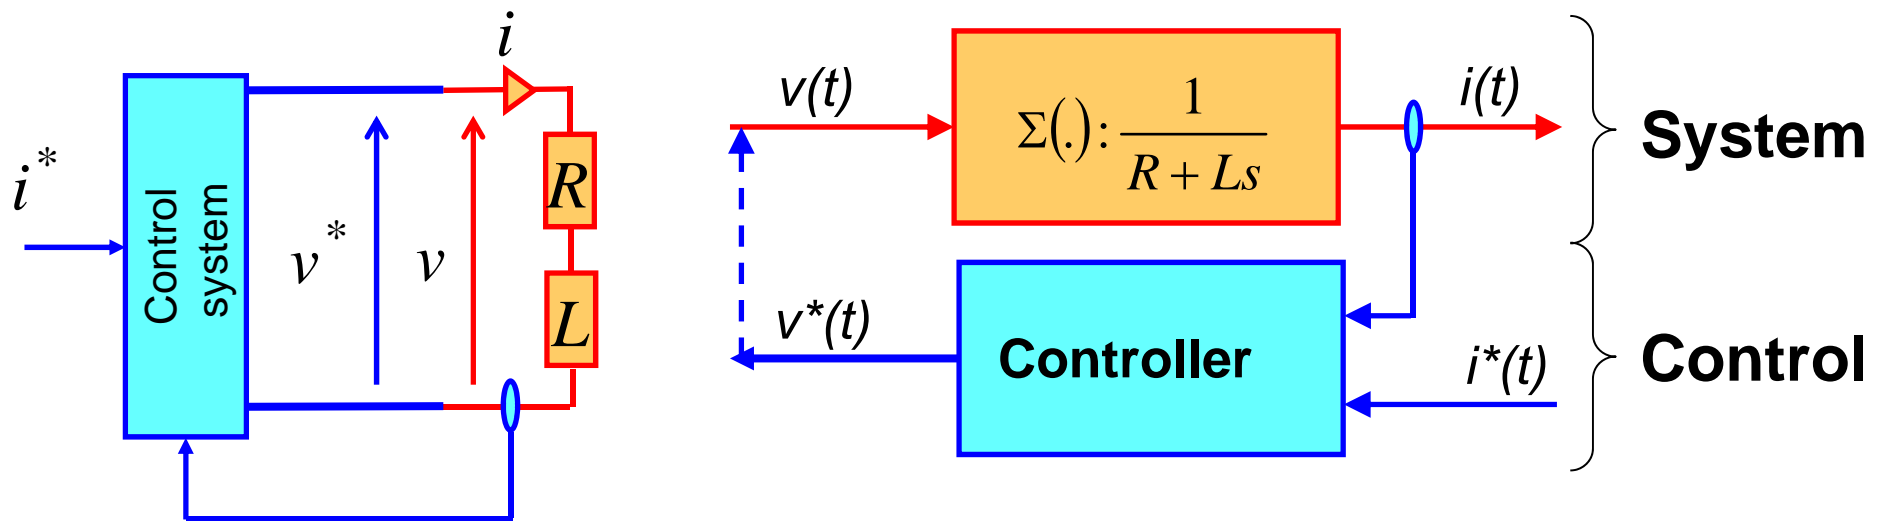 i
i*
Control
system
v*
v
R
L
v(t)
Σ(.) : 1 / (R + Ls)
i(t)
System
v*(t)
Controller
i*(t)
Control